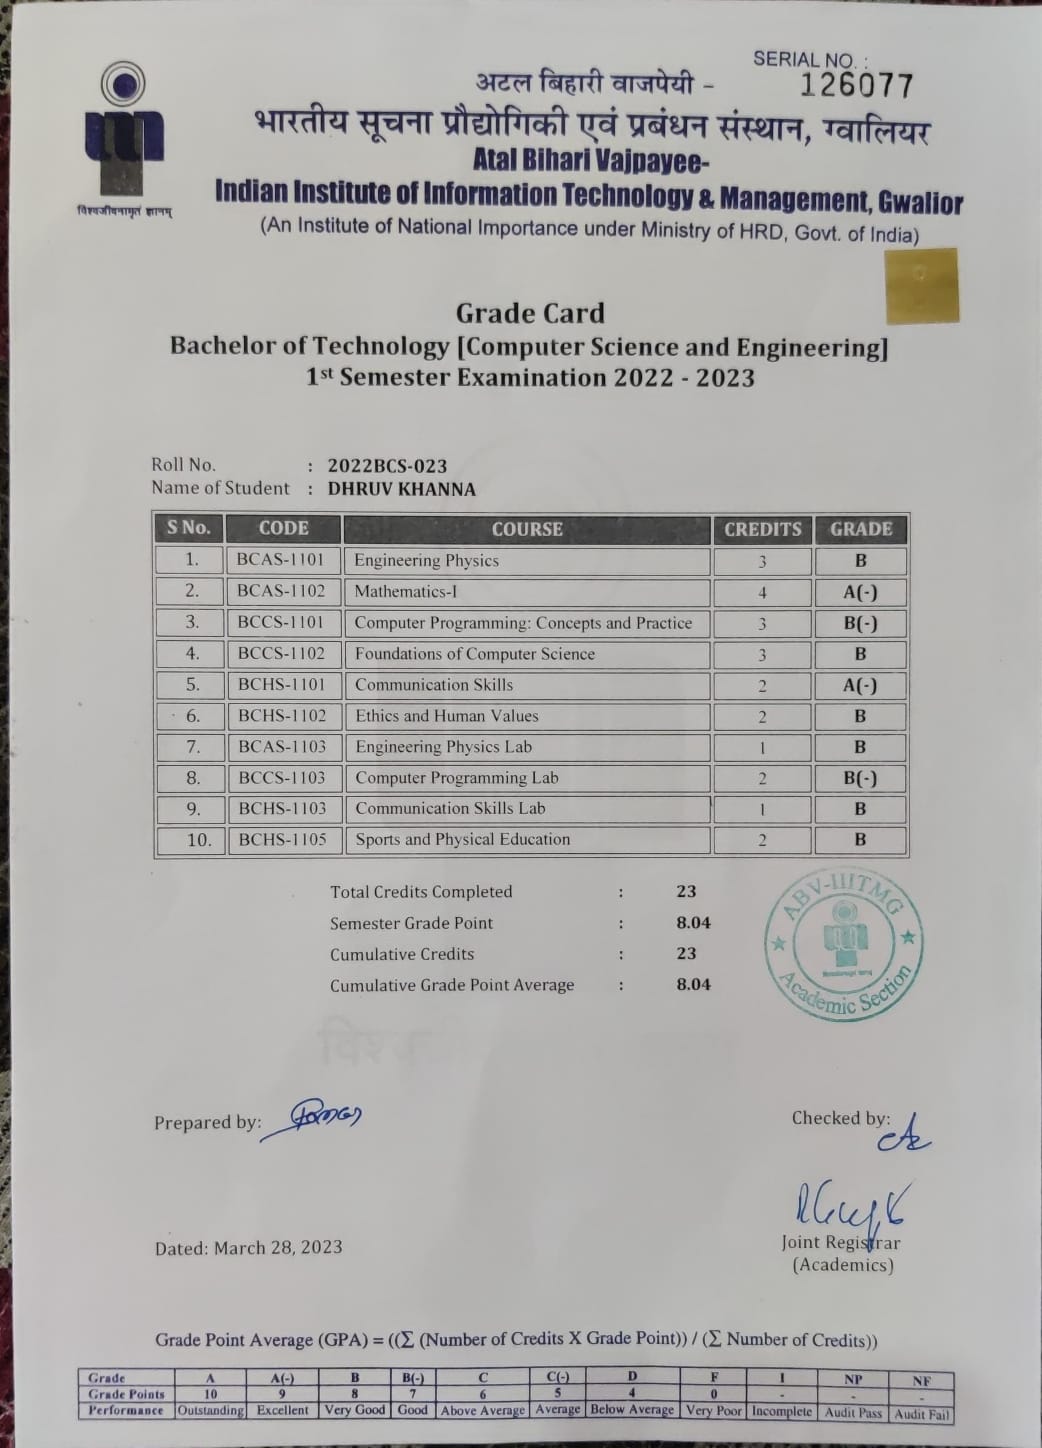 SERIAL NO. :
126077
अटल बिहारी वाजपेयी -
भारतीय सूचना प्रौद्योगिकी एवं प्रबंधन संस्थान, ग्वालियर
Atal Bihari Vajpayee-
Indian Institute of Information Technology & Management, Gwalior
(An Institute of National Importance under Ministry of HRD, Govt. of India)
विश्वजीवनामृतं ज्ञानम्
Grade Card
Bachelor of Technology [Computer Science and Engineering]
1st Semester Examination 2022 - 2023
Roll No. : 2022BCS-023
Name of Student : DHRUV KHANNA
S No. CODE COURSE CREDITS GRADE
1. BCAS-1101 Engineering Physics 3 B
2. BCAS-1102 Mathematics-I 4 A(-)
3. BCCS-1101 Computer Programming: Concepts and Practice 3 B(-)
4. BCCS-1102 Foundations of Computer Science 3 B
5. BCHS-1101 Communication Skills 2 A(-)
6. BCHS-1102 Ethics and Human Values 2 B
7. BCAS-1103 Engineering Physics Lab 1 B
8. BCCS-1103 Computer Programming Lab 2 B(-)
9. BCHS-1103 Communication Skills Lab 1 B
10. BCHS-1105 Sports and Physical Education 2 B
Total Credits Completed : 23
Semester Grade Point : 8.04
Cumulative Credits : 23
Cumulative Grade Point Average : 8.04
ABV-IIITMG
Academic Section
Prepared by:
Checked by:
Dated: March 28, 2023
Joint Registrar
(Academics)
Grade Point Average (GPA) = ((∑ (Number of Credits X Grade Point)) / (∑ Number of Credits))
Grade A A(-) B B(-) C C(-) D F I NP NF
Grade Points 10 9 8 7 6 5 4 0 - - -
Performance Outstanding Excellent Very Good Good Above Average Average Below Average Very Poor Incomplete Audit Pass Audit Fail